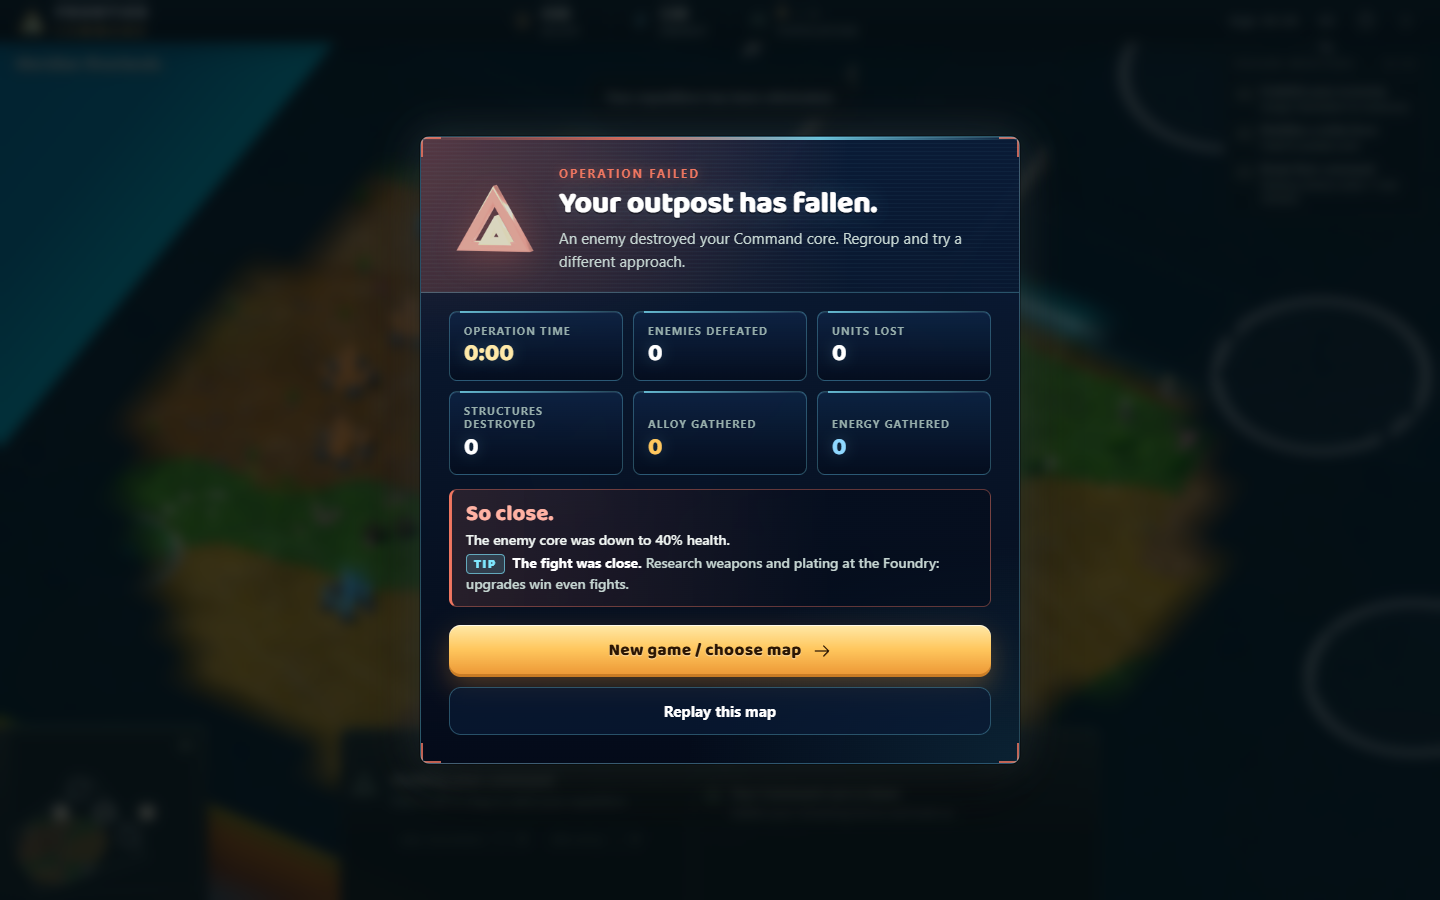 OPERATION FAILED
Your outpost has fallen.
An enemy destroyed your Command core. Regroup and try a
different approach.
OPERATION TIME
0:00
ENEMIES DEFEATED
0
UNITS LOST
0
STRUCTURES
DESTROYED
0
ALLOY GATHERED
0
ENERGY GATHERED
0
So close.
The enemy core was down to 40% health.
TIP The fight was close. Research weapons and plating at the Foundry:
upgrades win even fights.
New game / choose map →
Replay this map